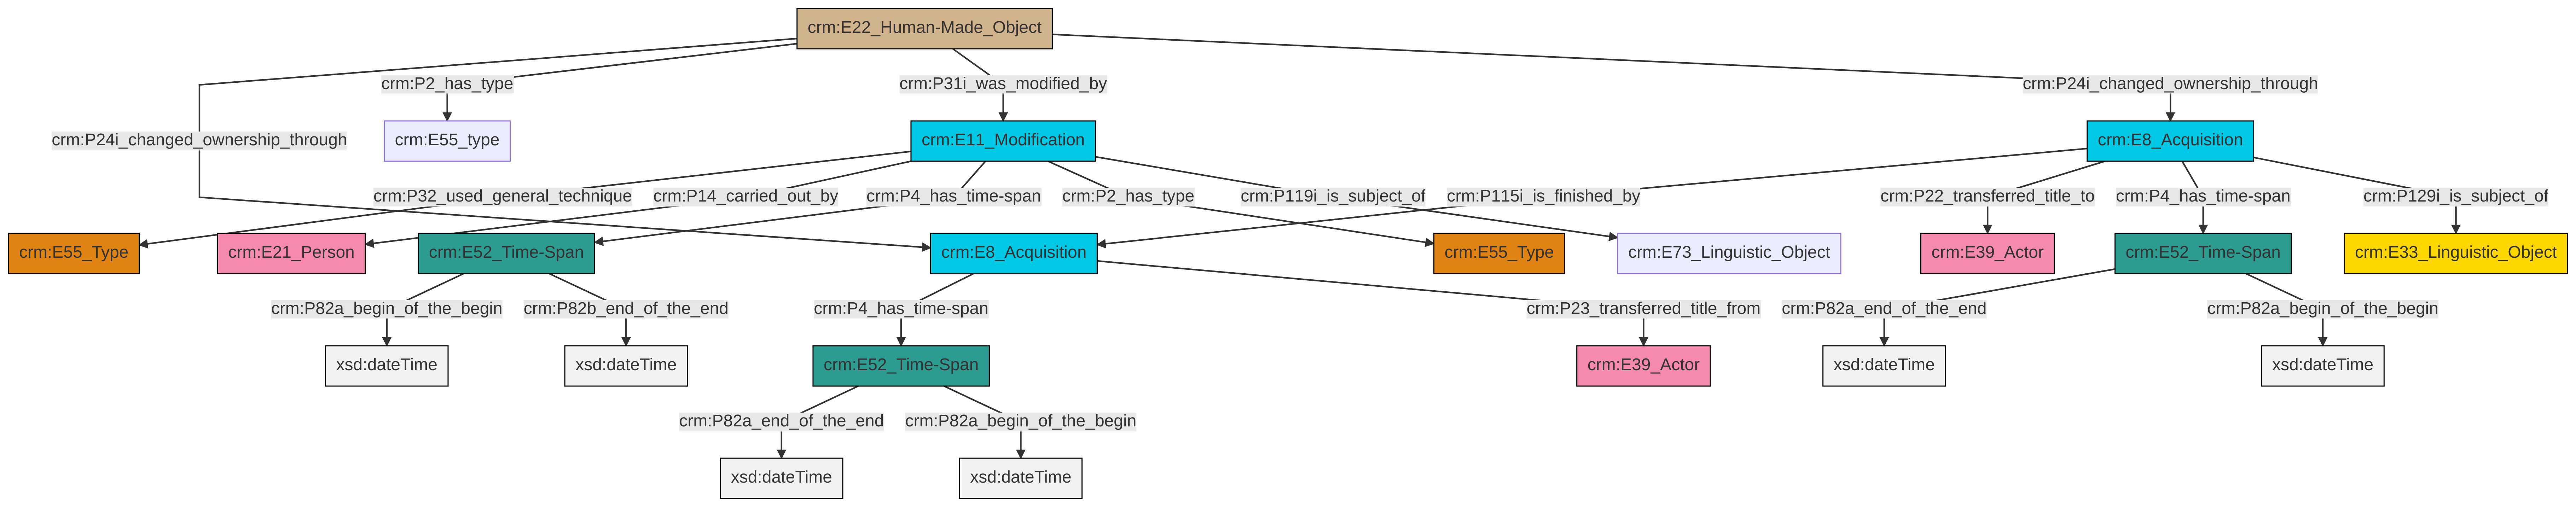 crm:E22_Human-Made_Object
crm:P2_has_type
crm:P31i_was_modified_by
crm:P24i_changed_ownership_through
crm:P24i_changed_ownership_through
crm:E55_type
crm:E11_Modification
crm:E8_Acquisition
crm:P32_used_general_technique
crm:P14_carried_out_by
crm:P4_has_time-span
crm:P2_has_type
crm:P119i_is_subject_of
crm:P115i_is_finished_by
crm:P22_transferred_title_to
crm:P4_has_time-span
crm:P129i_is_subject_of
crm:E55_Type
crm:E21_Person
crm:E52_Time-Span
crm:E8_Acquisition
crm:E55_Type
crm:E73_Linguistic_Object
crm:E39_Actor
crm:E52_Time-Span
crm:E33_Linguistic_Object
crm:P82a_begin_of_the_begin
crm:P82b_end_of_the_end
crm:P4_has_time-span
crm:P23_transferred_title_from
crm:P82a_end_of_the_end
crm:P82a_begin_of_the_begin
xsd:dateTime
xsd:dateTime
crm:E52_Time-Span
crm:E39_Actor
xsd:dateTime
xsd:dateTime
crm:P82a_end_of_the_end
crm:P82a_begin_of_the_begin
xsd:dateTime
xsd:dateTime